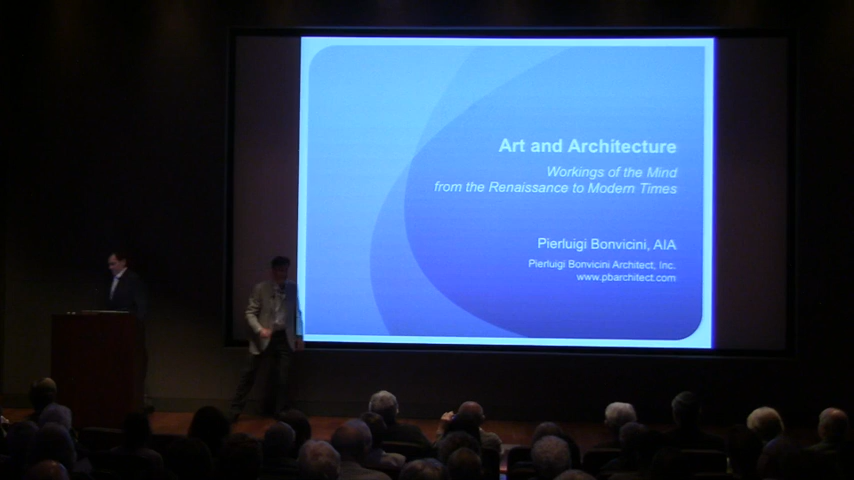 Art and Architecture
Workings of the Mind
from the Renaissance to Modern Times
Pierluigi Bonvicini, AIA
Pierluigi Bonvicini Architect, Inc.
www.pbarchitect.com